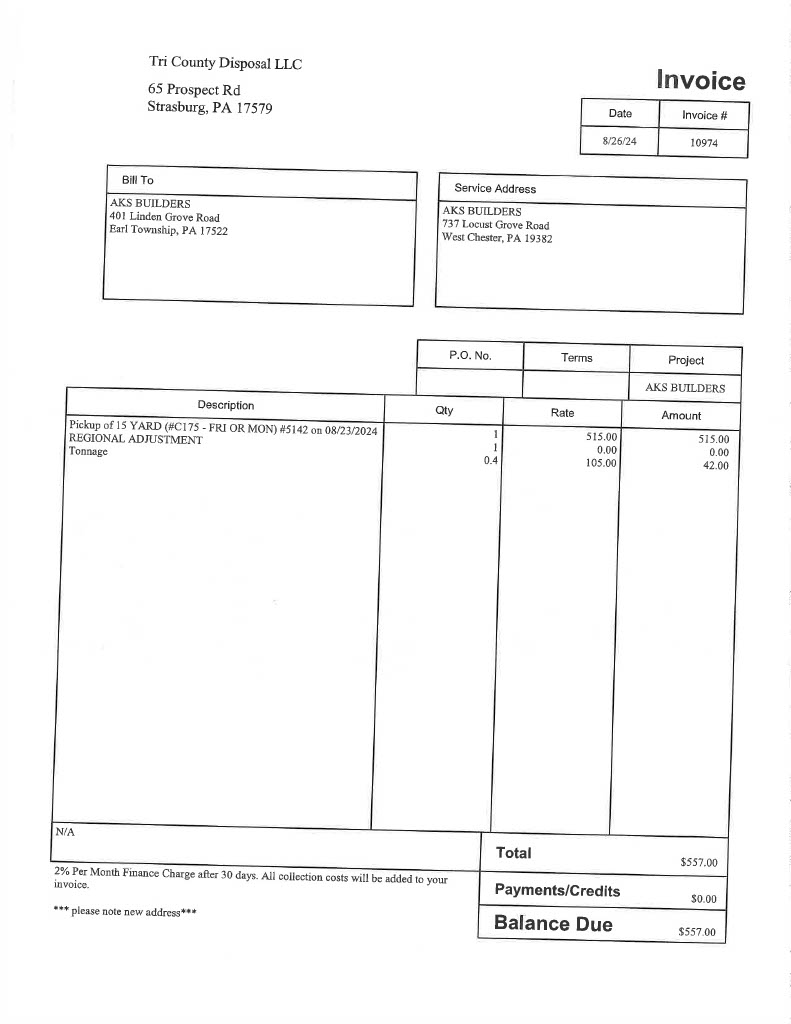 Tri County Disposal LLC
65 Prospect Rd
Strasburg, PA 17579
Invoice
Date Invoice #
8/26/24 10974
Bill To
AKS BUILDERS
401 Linden Grove Road
Earl Township, PA 17522
Service Address
AKS BUILDERS
737 Locust Grove Road
West Chester, PA 19382
P.O. No. Terms Project
AKS BUILDERS
Description Qty Rate Amount
Pickup of 15 YARD (#C175 - FRI OR MON) #5142 on 08/23/2024 1 515.00 515.00
REGIONAL ADJUSTMENT 1 0.00 0.00
Tonnage 0.4 105.00 42.00
N/A
Total $557.00
2% Per Month Finance Charge after 30 days. All collection costs will be added to your
invoice.
Payments/Credits $0.00
*** please note new address***
Balance Due $557.00